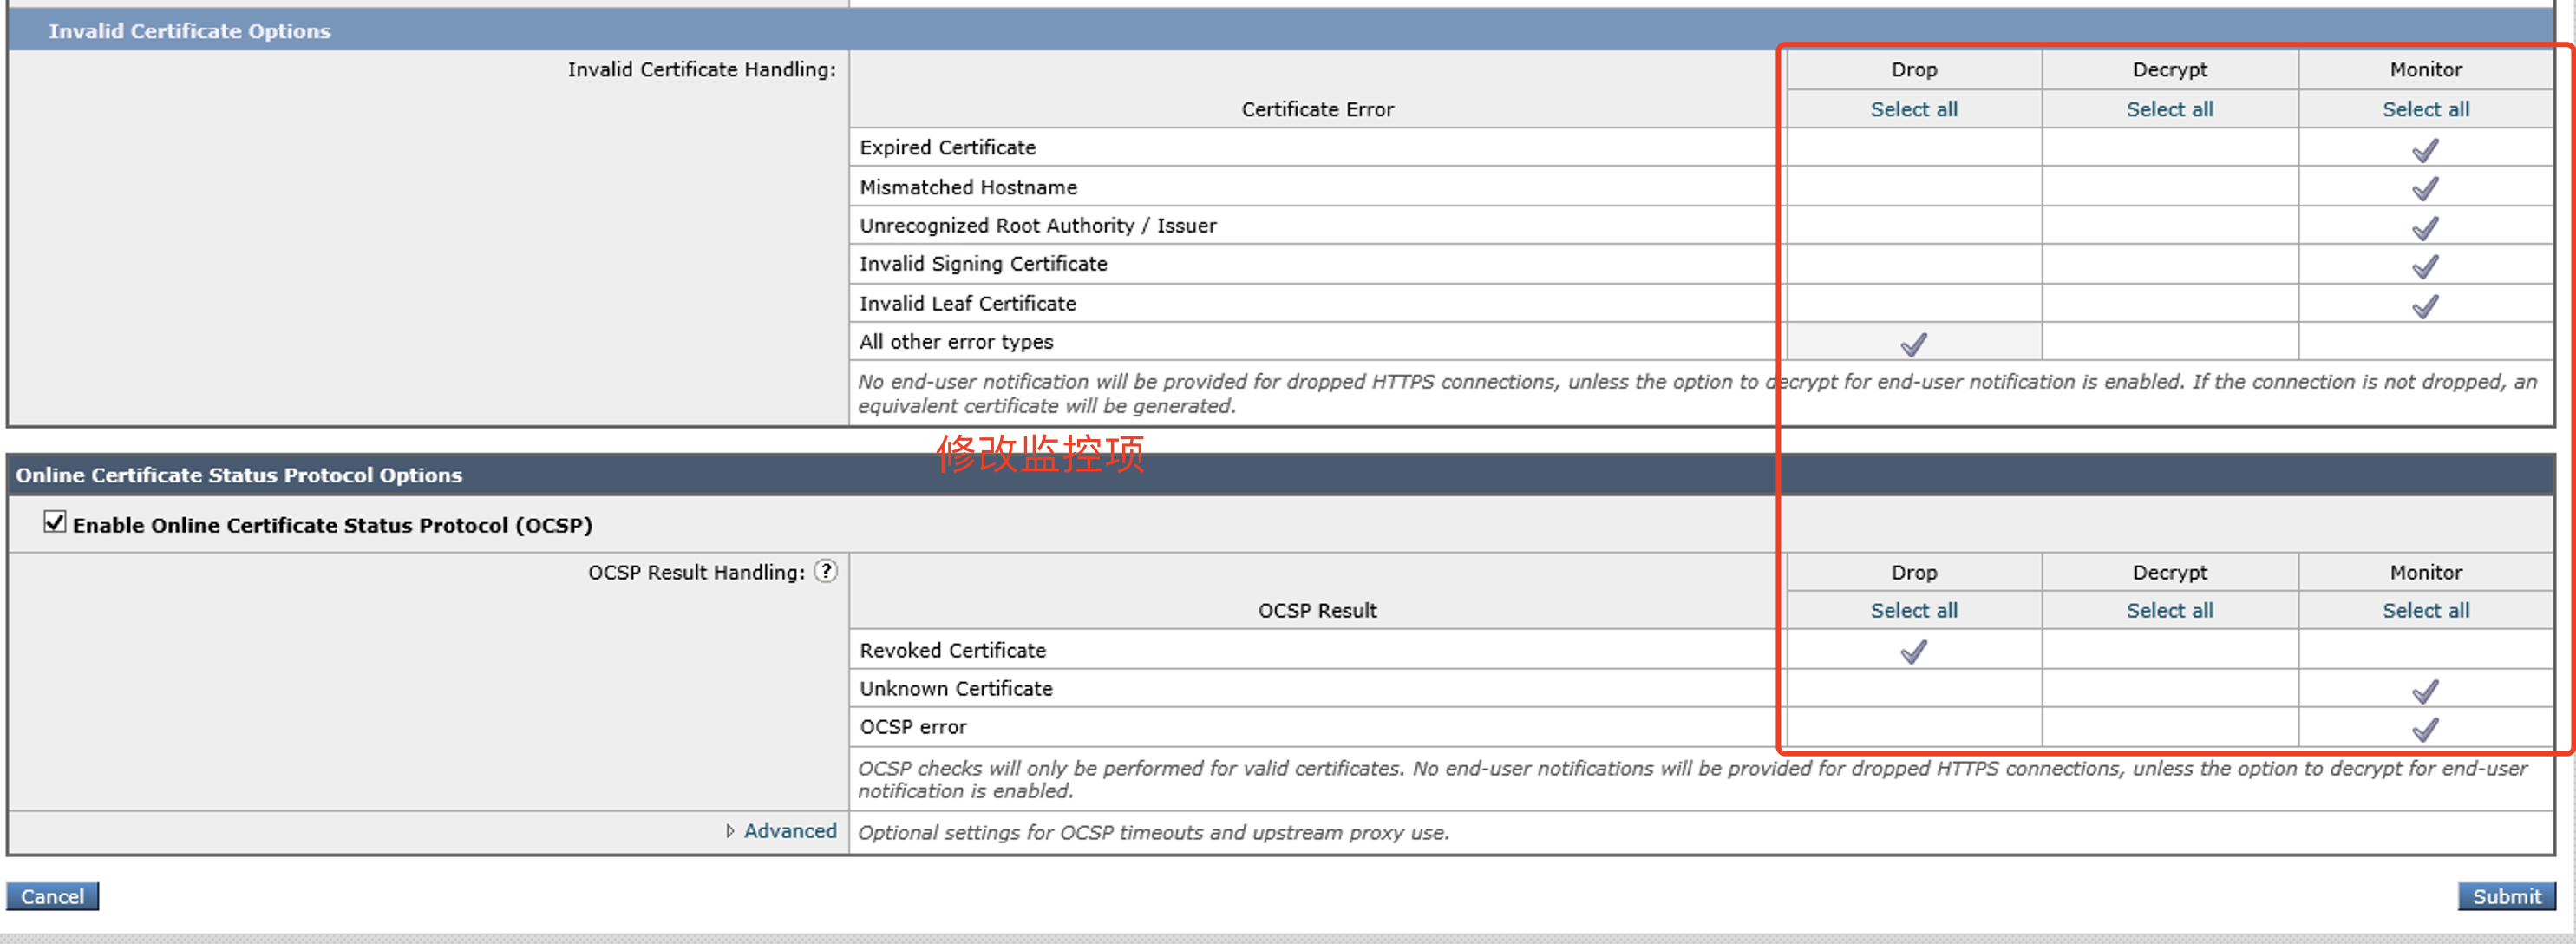 Invalid Certificate Options
Invalid Certificate Handling:
Drop Decrypt Monitor
Certificate Error Select all Select all Select all
Expired Certificate
Mismatched Hostname
Unrecognized Root Authority / Issuer
Invalid Signing Certificate
Invalid Leaf Certificate
All other error types
No end-user notification will be provided for dropped HTTPS connections, unless the option to decrypt for end-user notification is enabled. If the connection is not dropped, an
equivalent certificate will be generated.
修改监控项
Online Certificate Status Protocol Options
Enable Online Certificate Status Protocol (OCSP)
OCSP Result Handling: ?
Drop Decrypt Monitor
OCSP Result Select all Select all Select all
Revoked Certificate
Unknown Certificate
OCSP error
OCSP checks will only be performed for valid certificates. No end-user notifications will be provided for dropped HTTPS connections, unless the option to decrypt for end-user
notification is enabled.
Advanced Optional settings for OCSP timeouts and upstream proxy use.
Cancel Submit